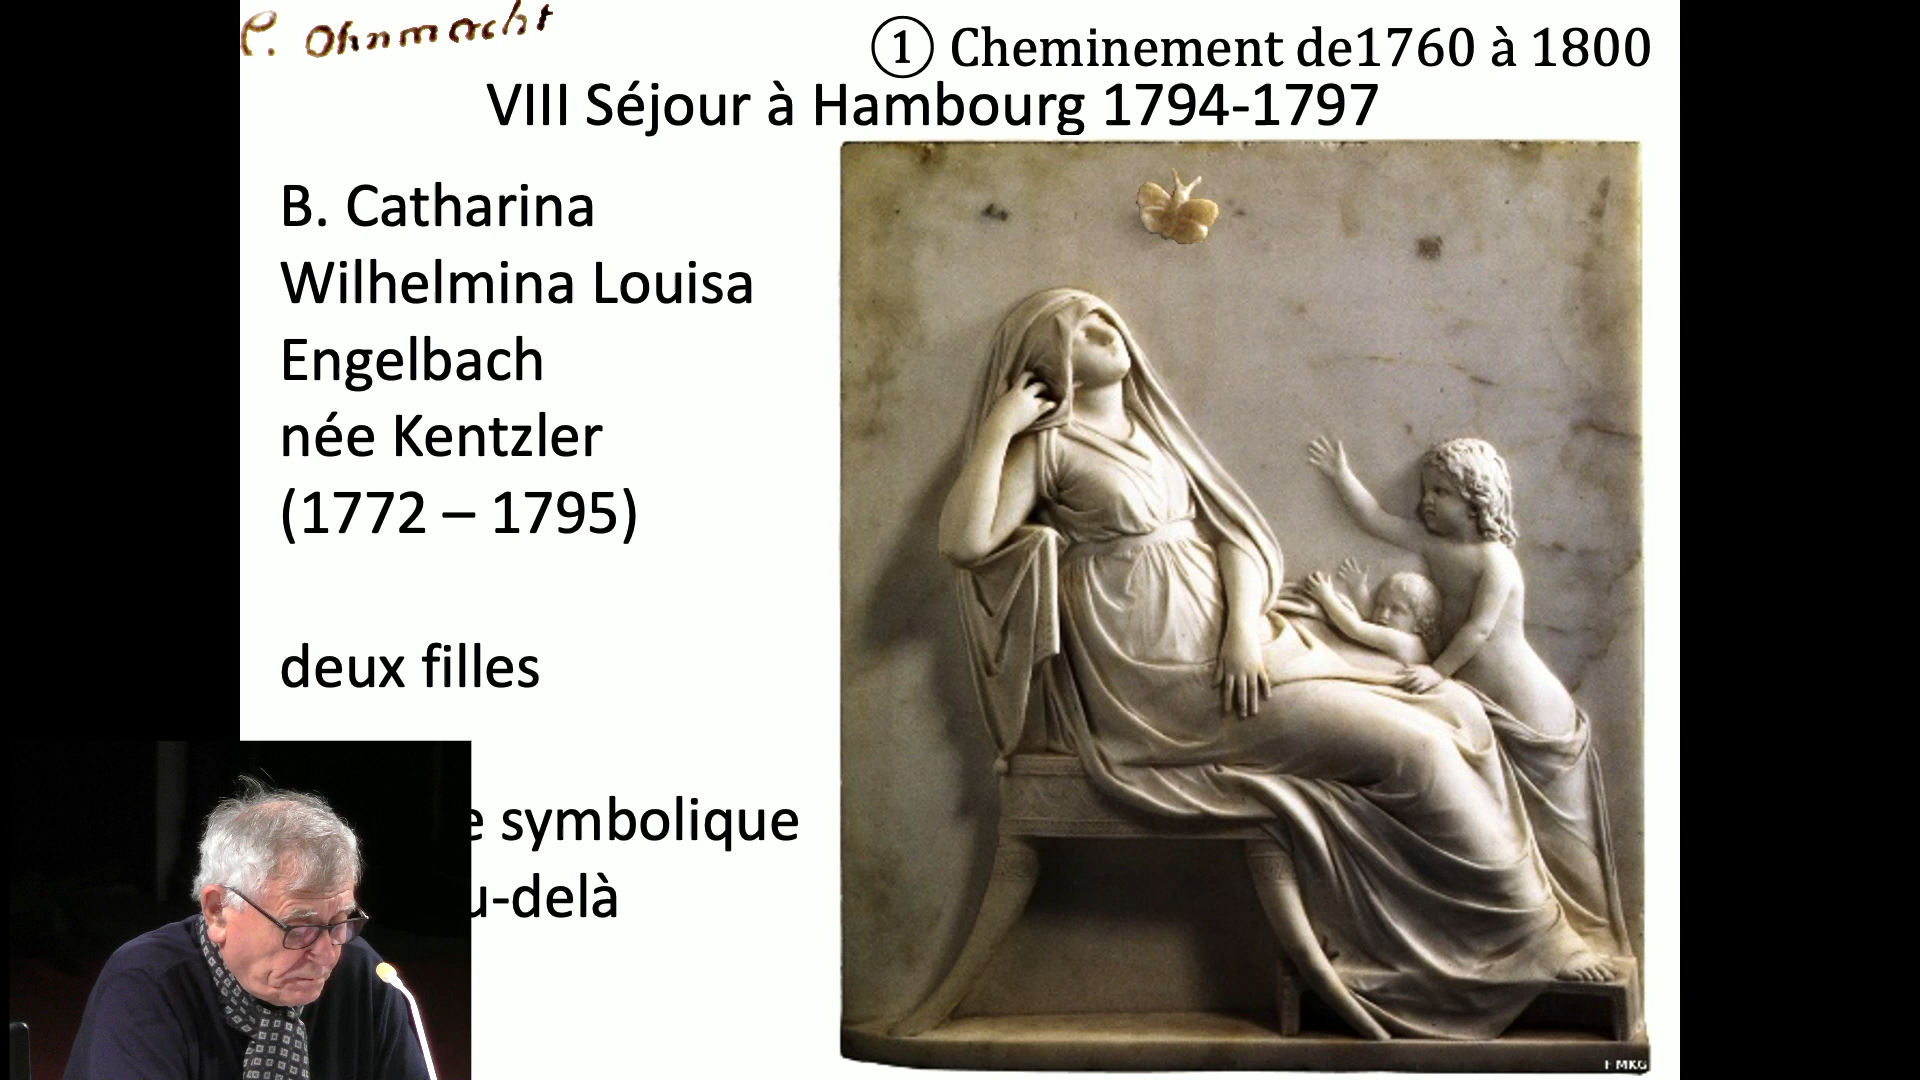 Ohnmacht
① Cheminement de1760 à 1800
VIII Séjour à Hambourg 1794-1797
B. Catharina
Wilhelmina Louisa
Engelbach
née Kentzler
(1772 – 1795)
deux filles
symbolique
u-delà
MKG